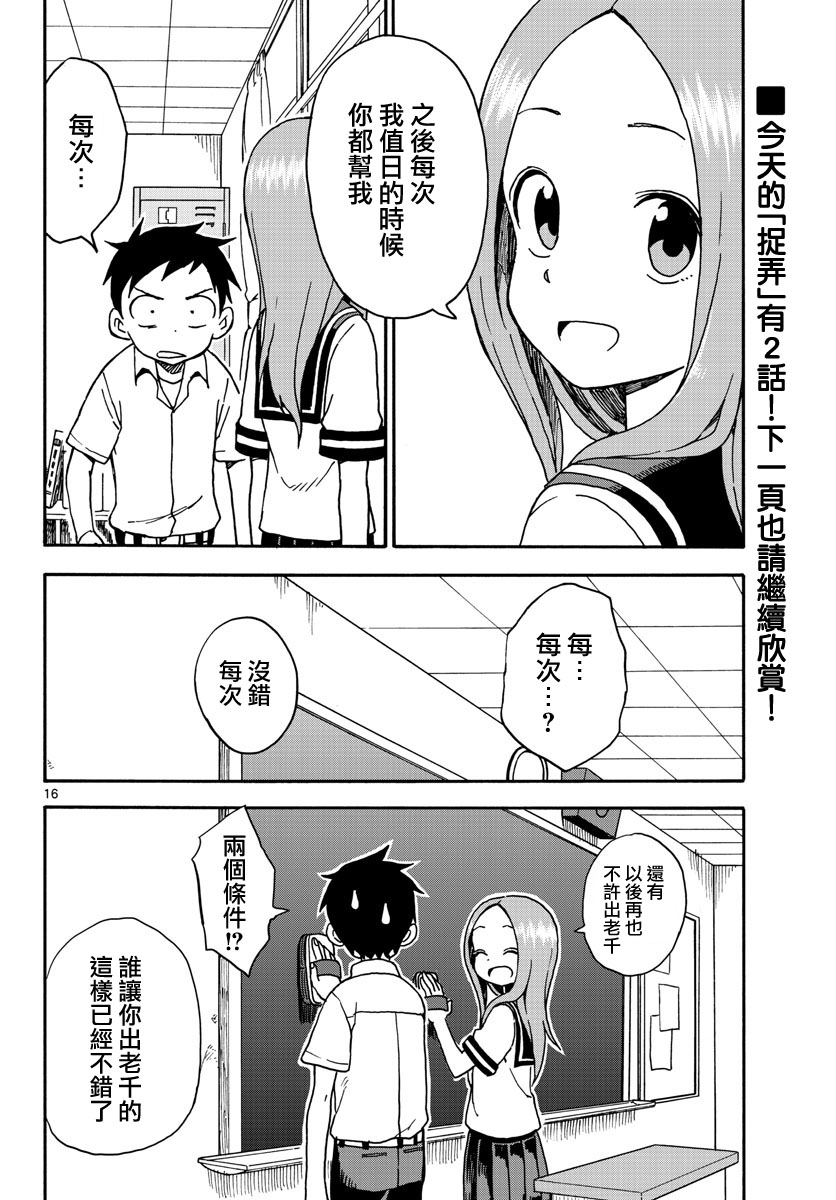 ■今天的「捉弄」有2話！下一頁也請繼續欣賞！
之後每次
我值日的時候
你都幫我
每次…
每…
每次…?
沒錯
每次
16
還有
以後再也
不許出老千
兩個條件!?
誰讓你出老千的
這樣已經不錯了